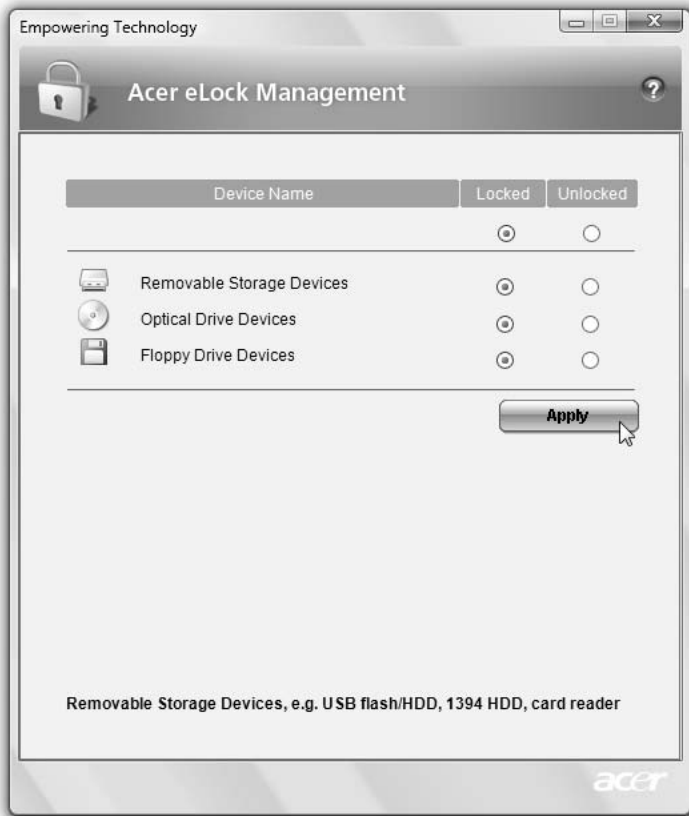 Empowering Technology
Acer eLock Management
?
Device Name Locked Unlocked
Removable Storage Devices
Optical Drive Devices
Floppy Drive Devices
Apply
Removable Storage Devices, e.g. USB flash/HDD, 1394 HDD, card reader
acer